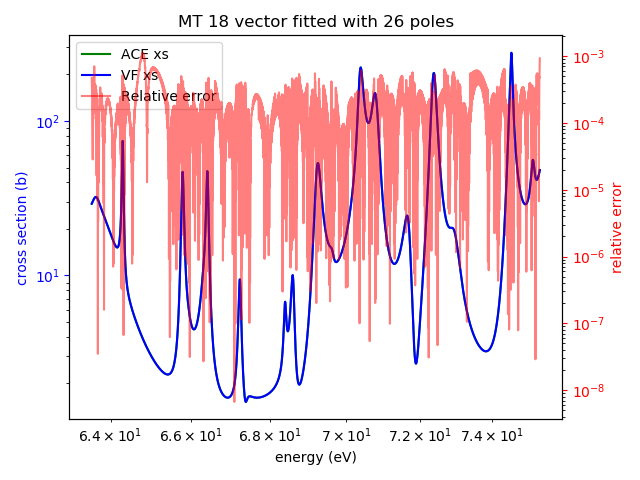 MT 18 vector fitted with 26 poles
ACE xs
VF xs
Relative error
10²
10¹
cross section (b)
10⁻³
10⁻⁴
10⁻⁵
10⁻⁶
10⁻⁷
10⁻⁸
relative error
6.4 × 10¹ 6.6 × 10¹ 6.8 × 10¹ 7 × 10¹ 7.2 × 10¹ 7.4 × 10¹
energy (eV)